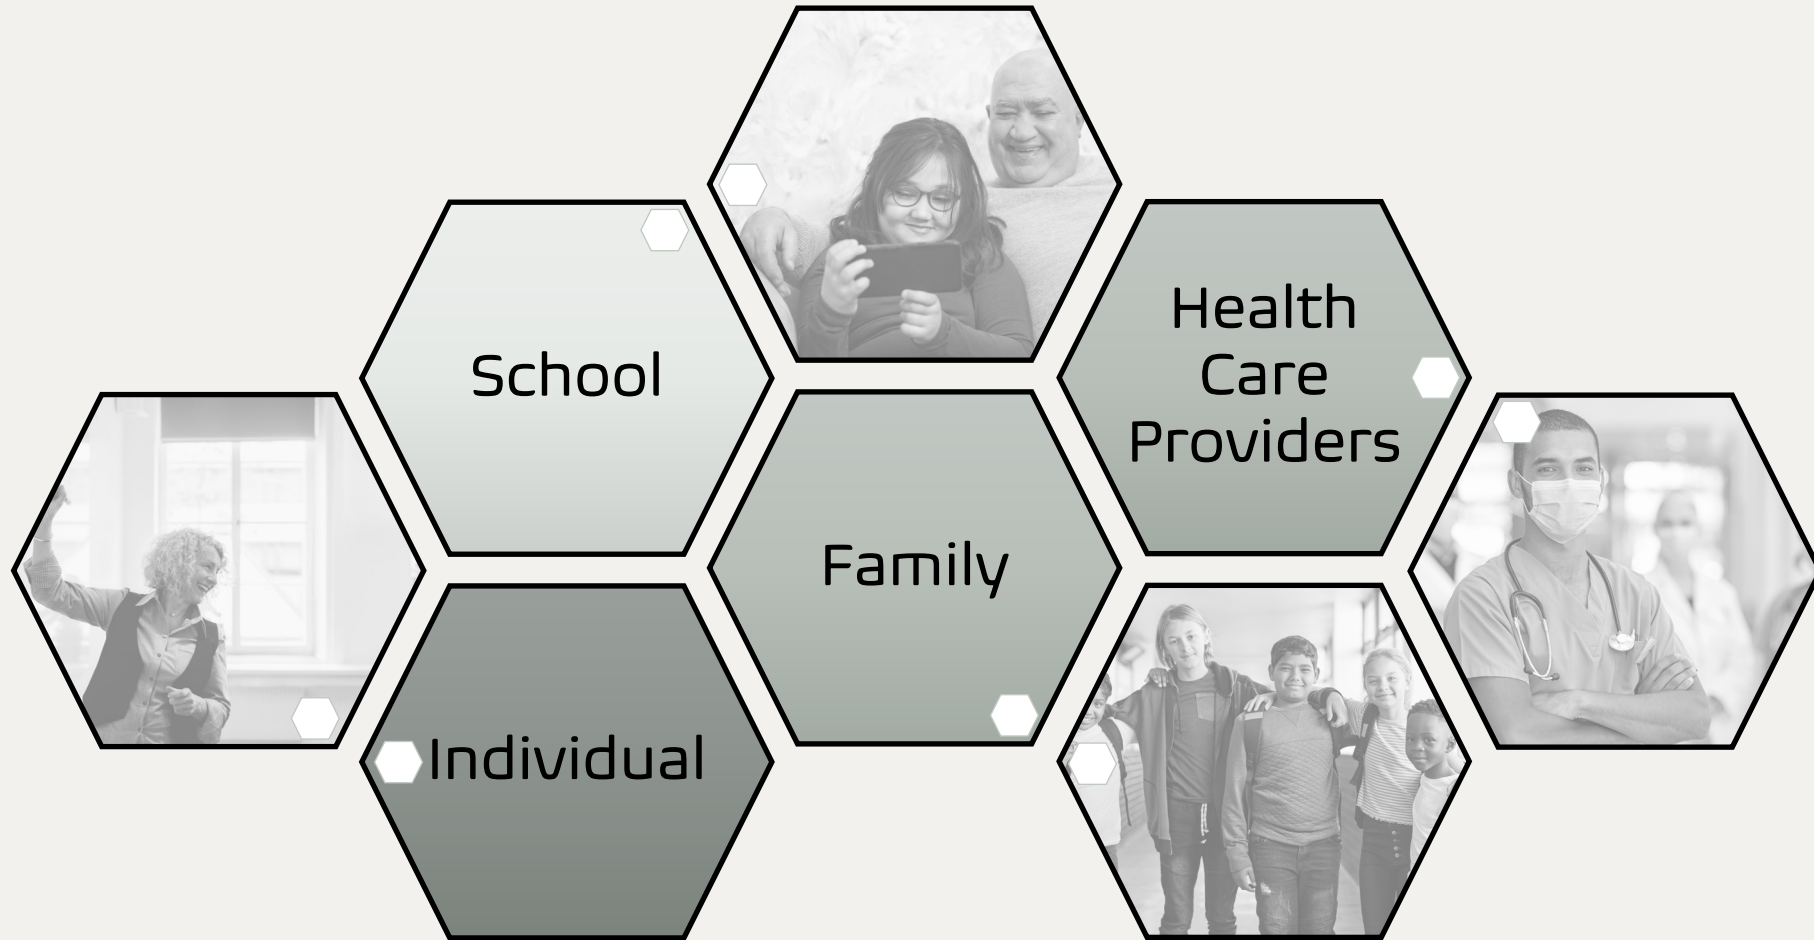 School
Health
Care
Providers
Family
Individual